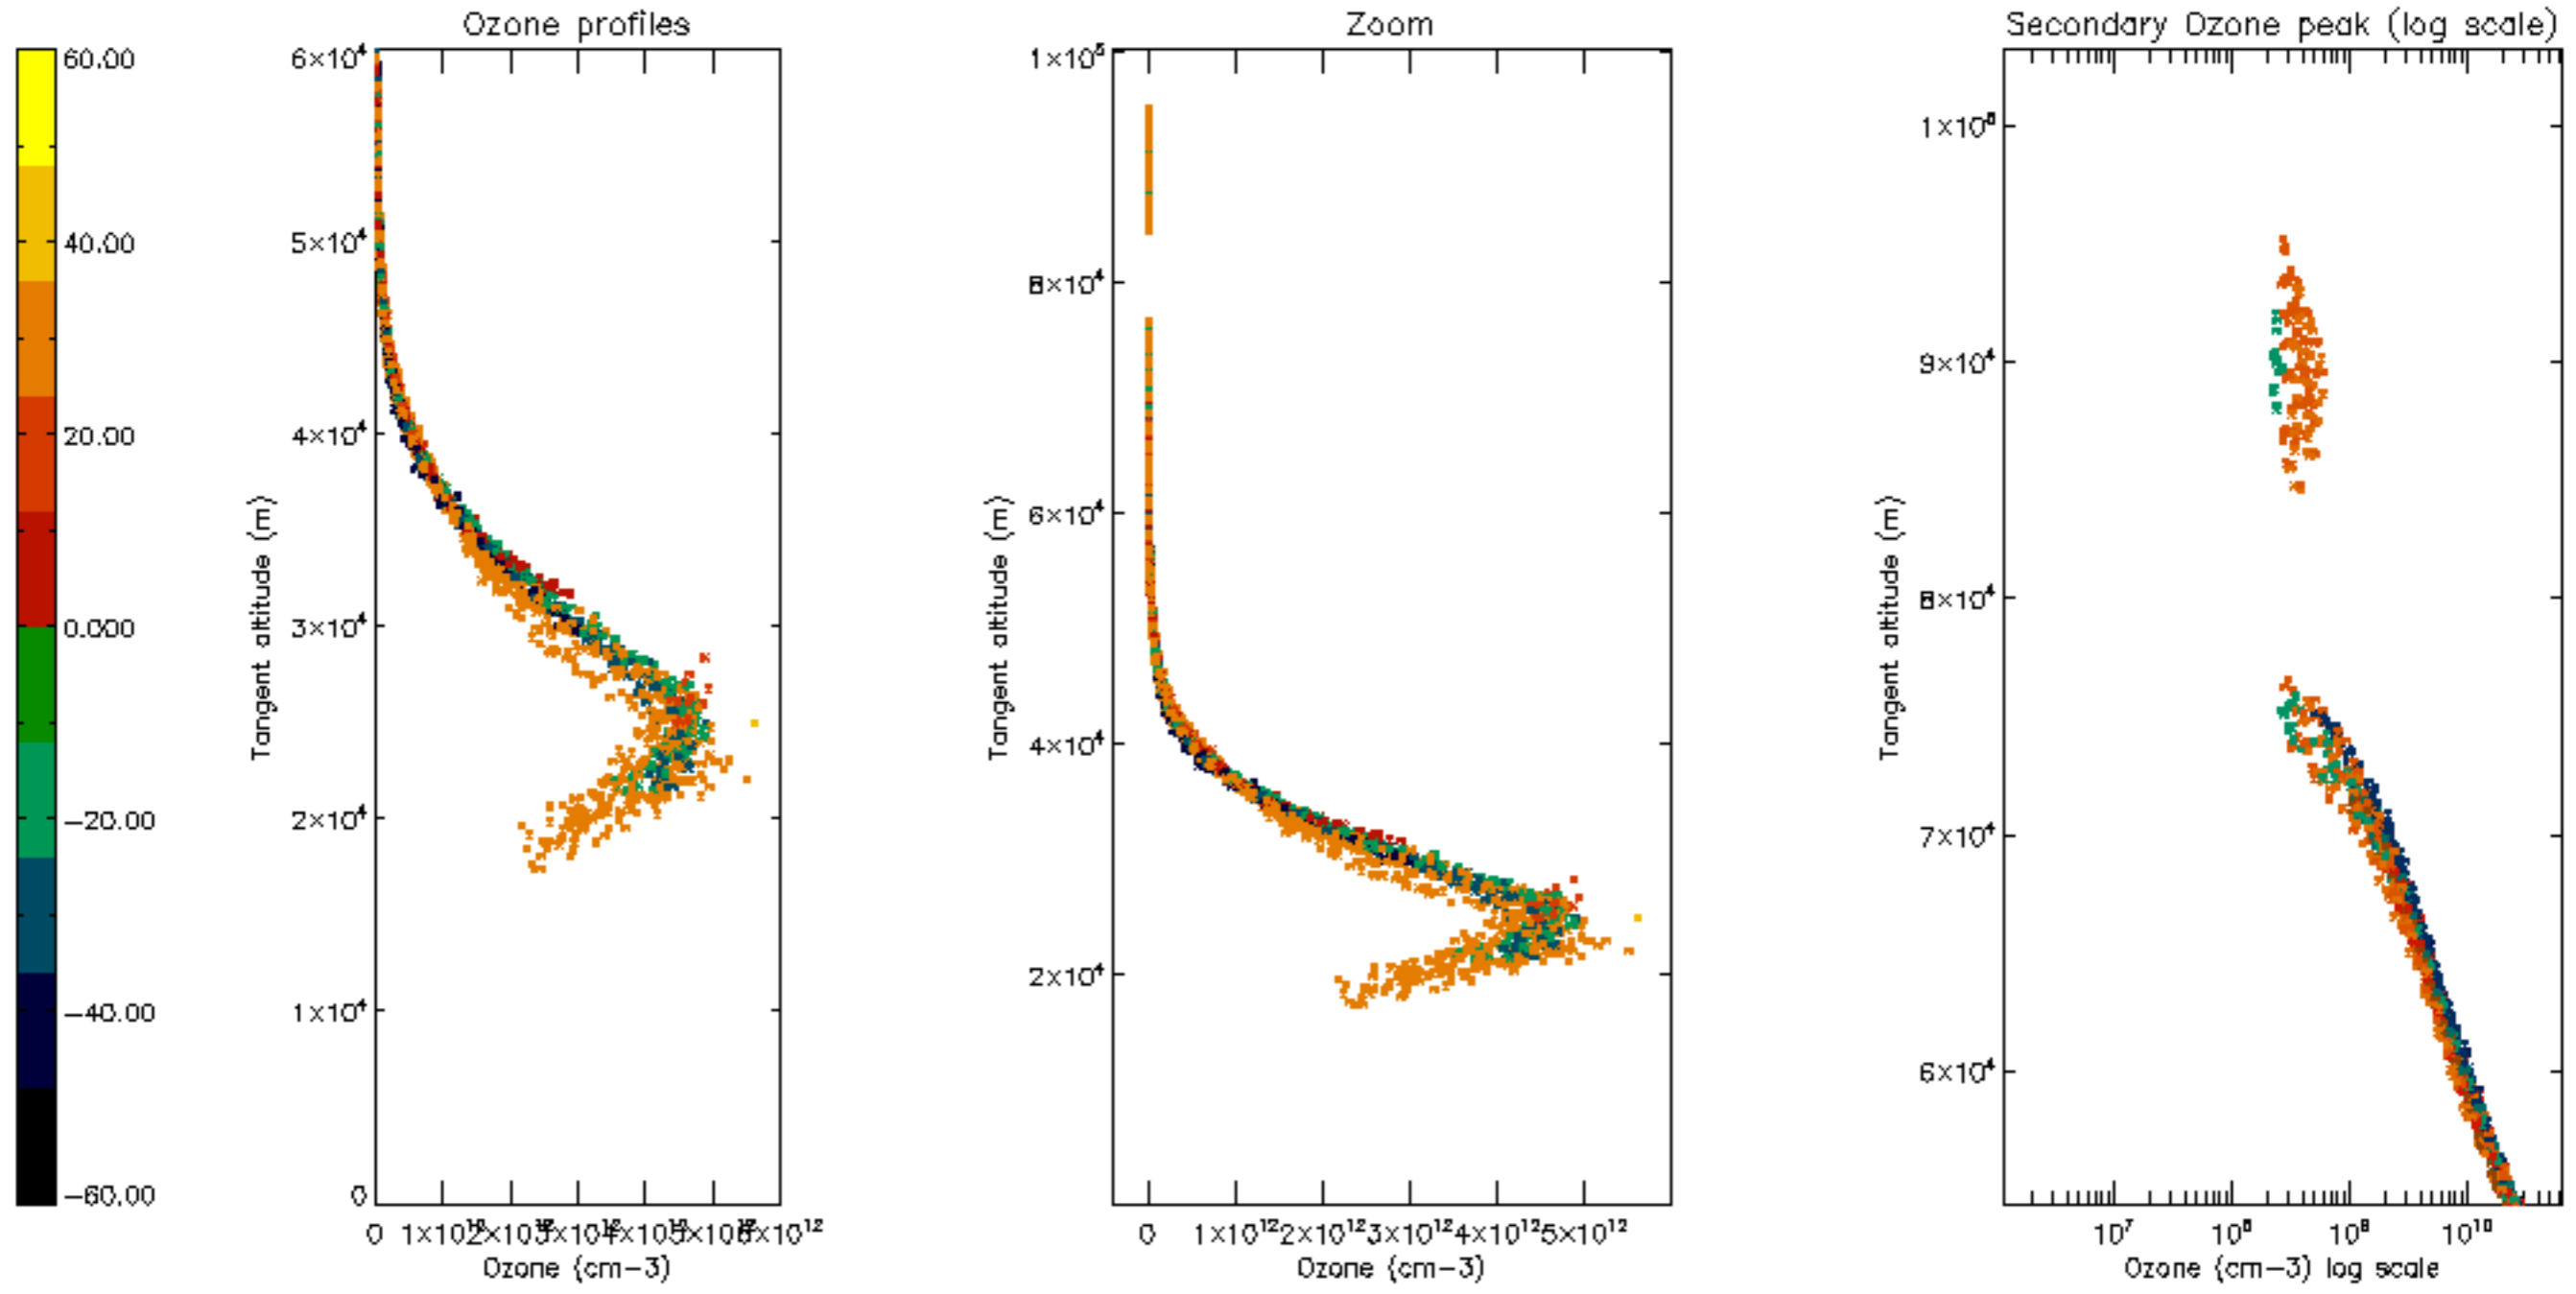 Ozone profiles
Zoom
Secondary Ozone peak (log scale)
60.00
40.00
20.00
0.000
−20.00
−40.00
−60.00
6×10⁴
5×10⁴
4×10⁴
3×10⁴
2×10⁴
1×10⁴
0
Tangent altitude (m)
0
Ozone (cm−3)
1×10⁵
8×10⁴
6×10⁴
4×10⁴
2×10⁴
Tangent altitude (m)
0 1×10¹² 2×10¹² 3×10¹² 4×10¹² 5×10¹²
Ozone (cm−3)
1×10⁵
9×10⁴
8×10⁴
7×10⁴
6×10⁴
Tangent altitude (m)
10⁷ 10⁸ 10⁹ 10¹⁰
Ozone (cm−3) log scale